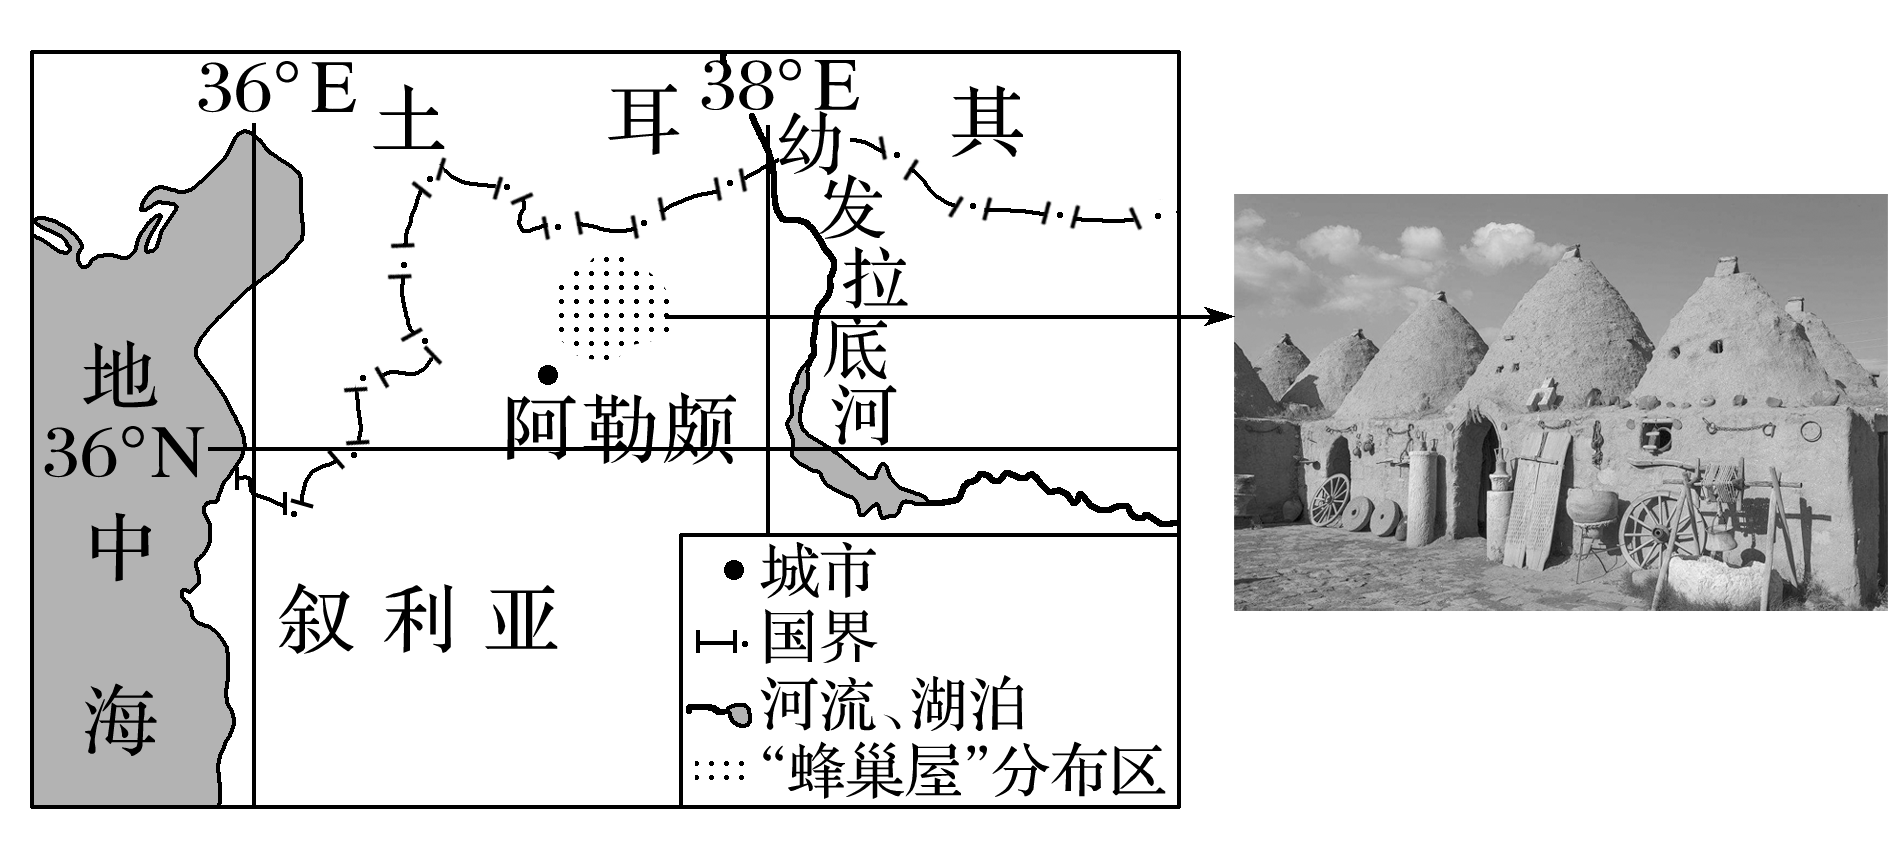 36°E
38°E
土耳其
幼发拉底河
阿勒颇
36°N
地中海
叙利亚
城市
国界
河流、湖泊
“蜂巢屋”分布区